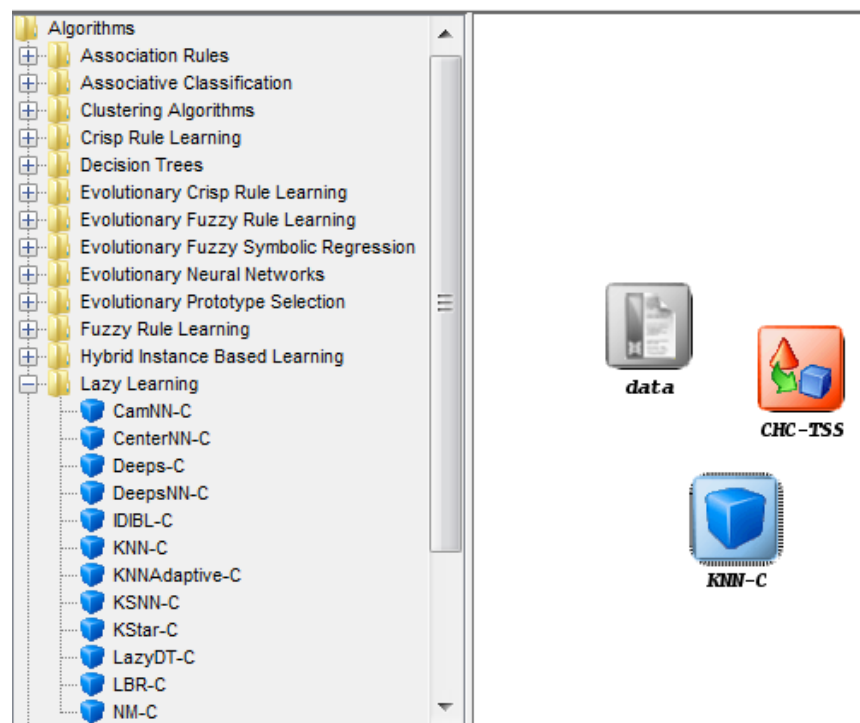 Algorithms
Association Rules
Associative Classification
Clustering Algorithms
Crisp Rule Learning
Decision Trees
Evolutionary Crisp Rule Learning
Evolutionary Fuzzy Rule Learning
Evolutionary Fuzzy Symbolic Regression
Evolutionary Neural Networks
Evolutionary Prototype Selection
Fuzzy Rule Learning
Hybrid Instance Based Learning
Lazy Learning
CamNN-C
CenterNN-C
Deeps-C
DeepsNN-C
IDIBL-C
KNN-C
KNNAdaptive-C
KSNN-C
KStar-C
LazyDT-C
LBR-C
NM-C
data
CHC-TSS
KNN-C